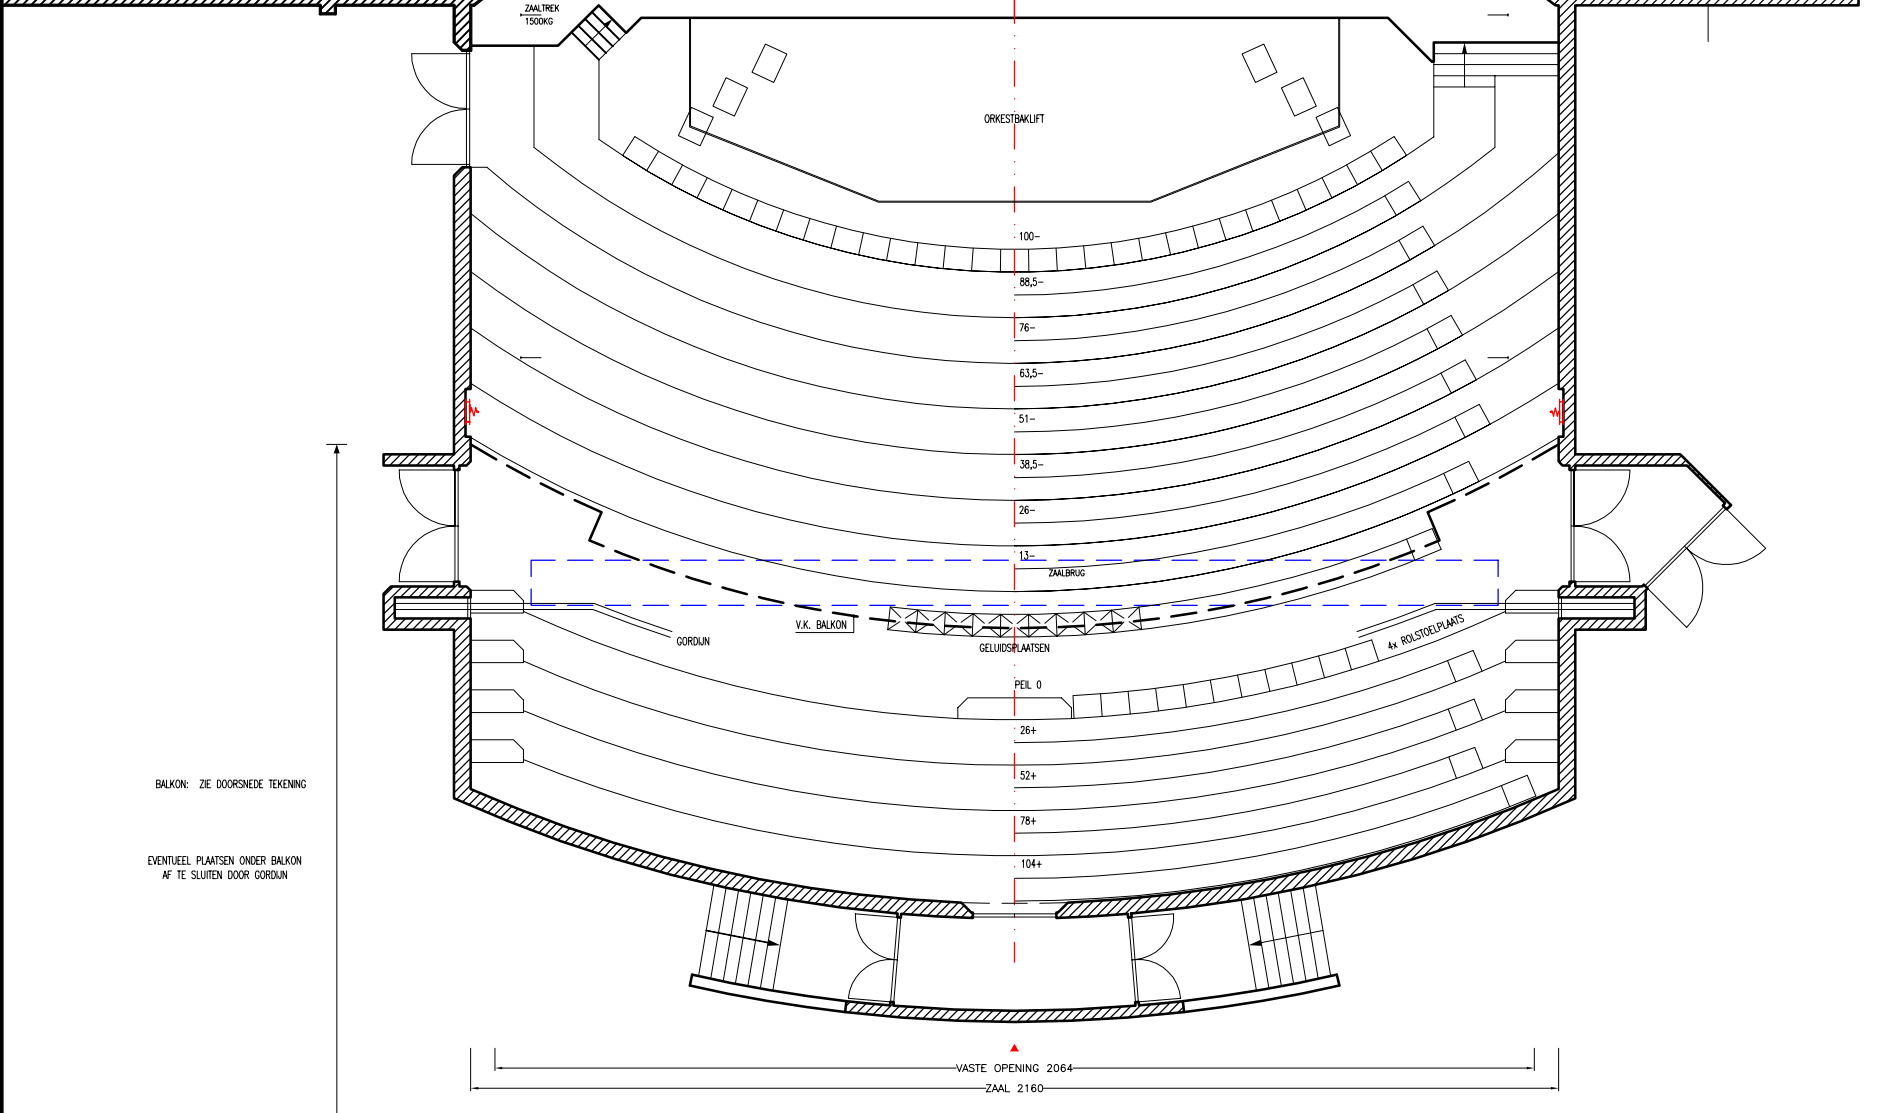 ZAALTREK
1500KG
ORKESTBAKLIFT
100-
88,5-
76-
63,5-
51-
38,5-
26-
13-
ZAALBRUG
V.K. BALKON
GORDIJN
GELUIDSPLAATSEN
4x ROLSTOELPLAATS
PEIL 0
26+
52+
78+
104+
BALKON: ZIE DOORSNEDE TEKENING
EVENTUEEL PLAATSEN ONDER BALKON
AF TE SLUITEN DOOR GORDIJN
VASTE OPENING 2064
ZAAL 2160